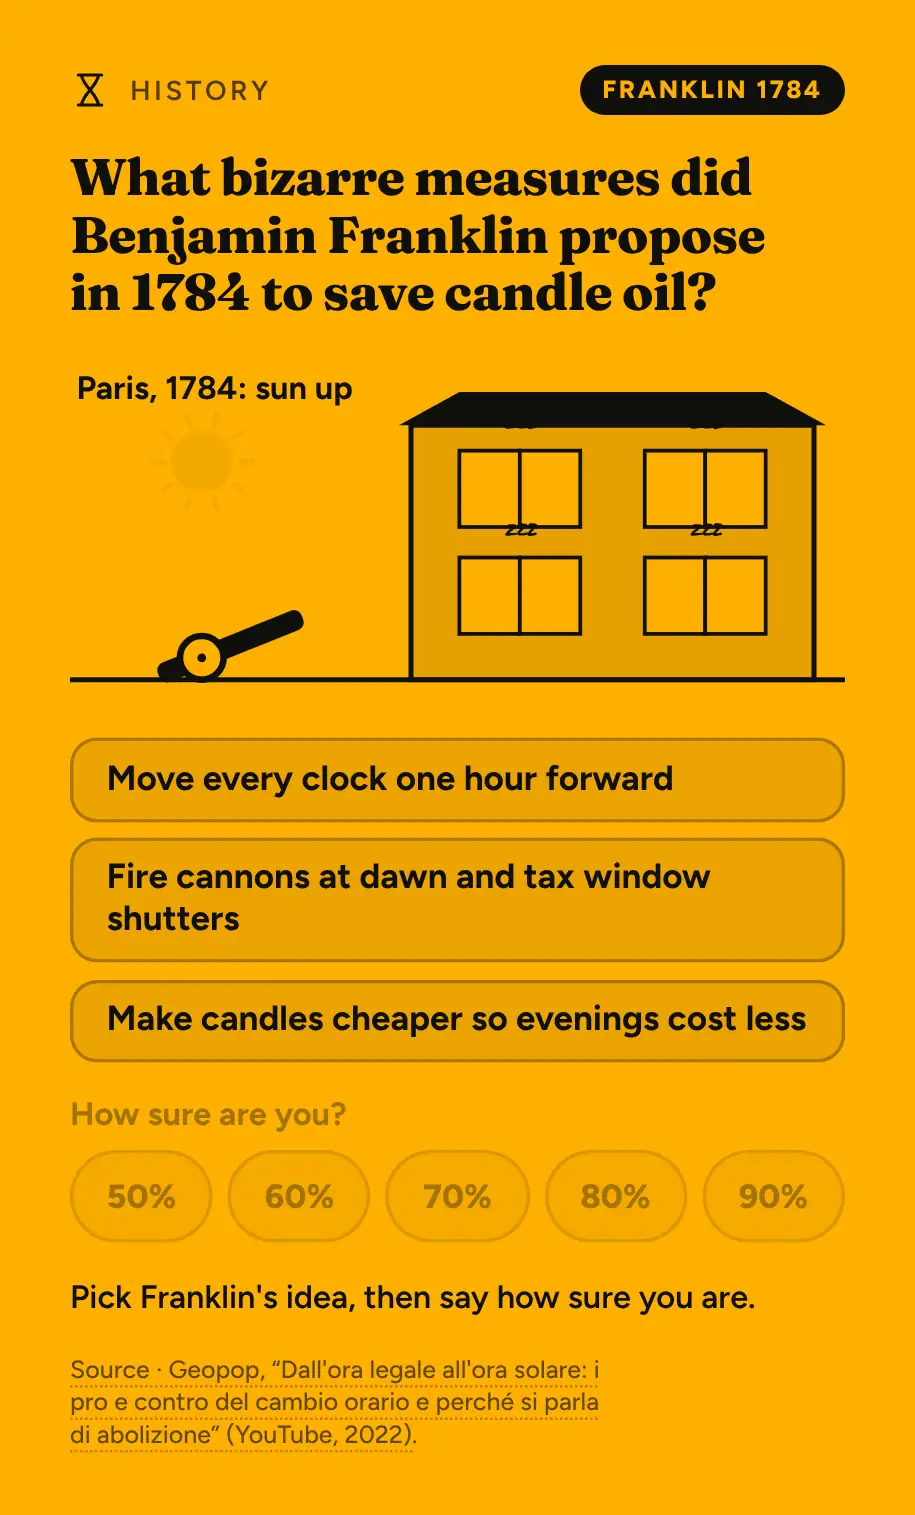 HISTORY
FRANKLIN 1784
What bizarre measures did
Benjamin Franklin propose
in 1784 to save candle oil?
Paris, 1784: sun up
zzz zzz
Move every clock one hour forward
Fire cannons at dawn and tax window
shutters
Make candles cheaper so evenings cost less
How sure are you?
50% 60% 70% 80% 90%
Pick Franklin's idea, then say how sure you are.
Source · Geopop, “Dall'ora legale all'ora solare: i
pro e contro del cambio orario e perché si parla
di abolizione” (YouTube, 2022).